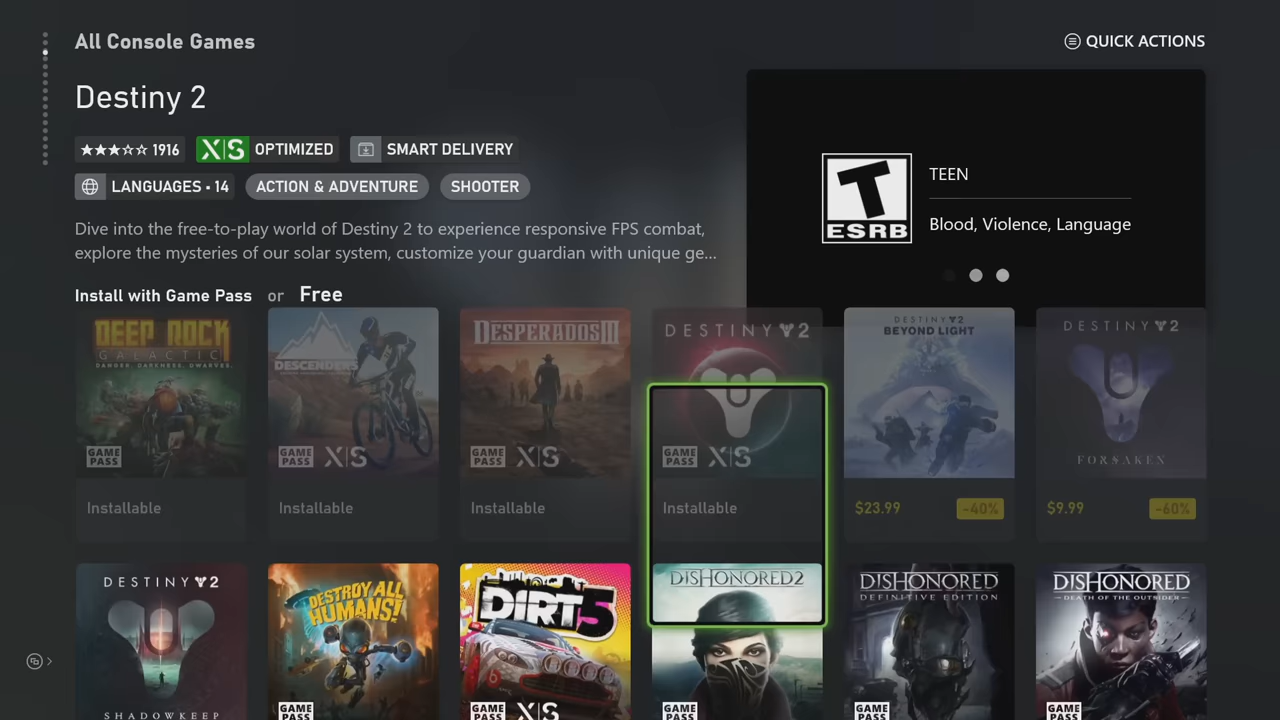 All Console Games
QUICK ACTIONS
Destiny 2
★★★☆☆ 1916
X|S OPTIMIZED
SMART DELIVERY
LANGUAGES • 14
ACTION & ADVENTURE
SHOOTER
Dive into the free-to-play world of Destiny 2 to experience responsive FPS combat,
explore the mysteries of our solar system, customize your guardian with unique ge...
Install with Game Pass or Free
T
ESRB
TEEN
Blood, Violence, Language
DEEP ROCK
GALACTIC
DANGER. DARKNESS. DWARVES.
GAME
PASS
Installable
DESCENDERS
GAME
PASS
X|S
Installable
DESPERADOS III
GAME
PASS
X|S
Installable
DESTINY 2
GAME
PASS
X|S
Installable
DESTINY 2
BEYOND LIGHT
$23.99
-40%
DESTINY 2
FORSAKEN
$9.99
-60%
DESTINY 2
SHADOWKEEP
DESTROY ALL
HUMANS!
GAME
PASS
DIRT 5
GAME
PASS
X|S
DISHONORED 2
GAME
PASS
DISHONORED
DEFINITIVE EDITION
GAME
PASS
DISHONORED
DEATH OF THE OUTSIDER
GAME
PASS